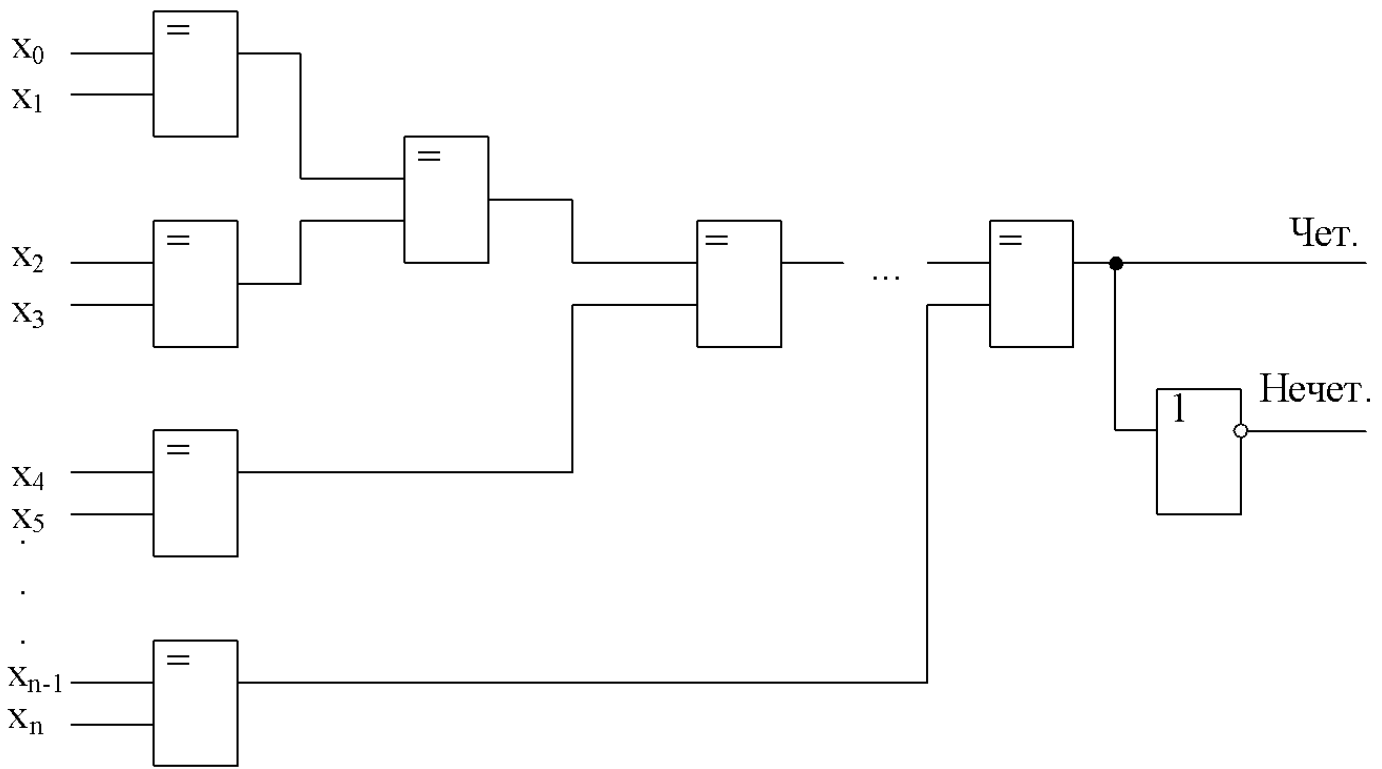 =
X0
X1
=
=
X2
X3
=
...
=
Чет.
1
Нечет.
=
X4
X5
.
.
.
=
Xn-1
Xn